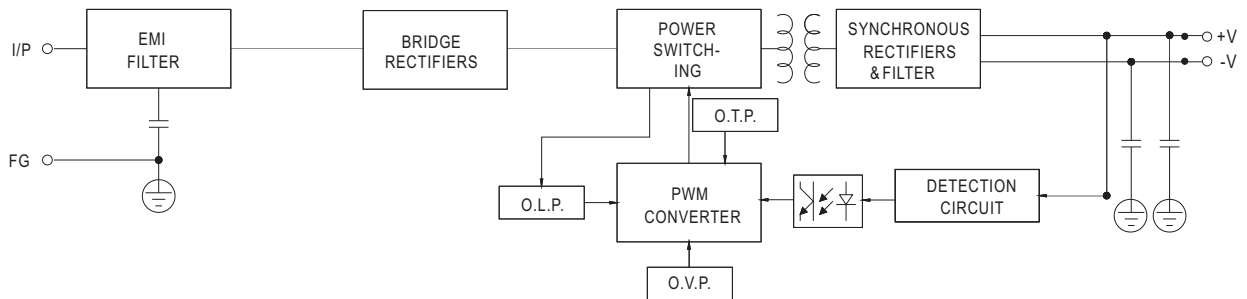 I/P
EMI
FILTER
BRIDGE
RECTIFIERS
POWER
SWITCH-
ING
SYNCHRONOUS
RECTIFIERS
&FILTER
+V
-V
O.T.P.
FG
O.L.P.
PWM
CONVERTER
DETECTION
CIRCUIT
O.V.P.